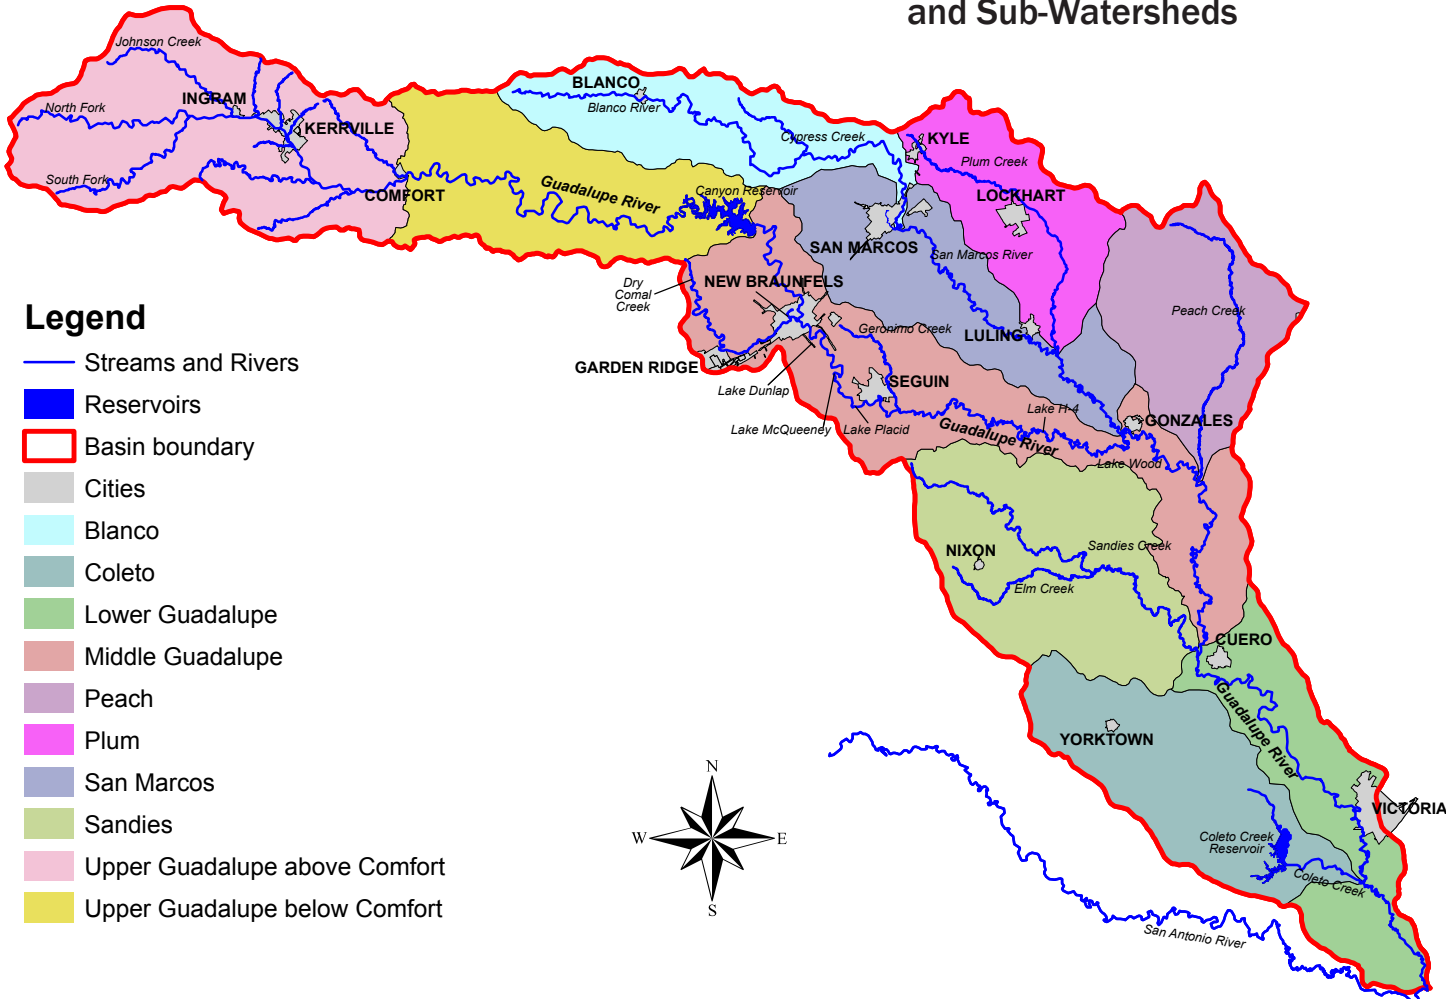 and Sub-Watersheds
Johnson Creek
North Fork
INGRAM
KERRVILLE
South Fork
COMFORT
BLANCO
Blanco River
Cypress Creek
KYLE
Plum Creek
LOCKHART
Guadalupe River
Canyon Reservoir
SAN MARCOS
San Marcos River
Dry
Comal
Creek
NEW BRAUNFELS
Geronimo Creek
LULING
Peach Creek
GARDEN RIDGE
Lake Dunlap
SEGUIN
Lake McQueeney
Lake Placid
Lake H-4
Guadalupe River
GONZALES
Lake Wood
NIXON
Sandies Creek
Elm Creek
CUERO
Guadalupe River
YORKTOWN
VICTORIA
Coleto Creek
Reservoir
Coleto Creek
San Antonio River
N
W
E
S
Legend
Streams and Rivers
Reservoirs
Basin boundary
Cities
Blanco
Coleto
Lower Guadalupe
Middle Guadalupe
Peach
Plum
San Marcos
Sandies
Upper Guadalupe above Comfort
Upper Guadalupe below Comfort